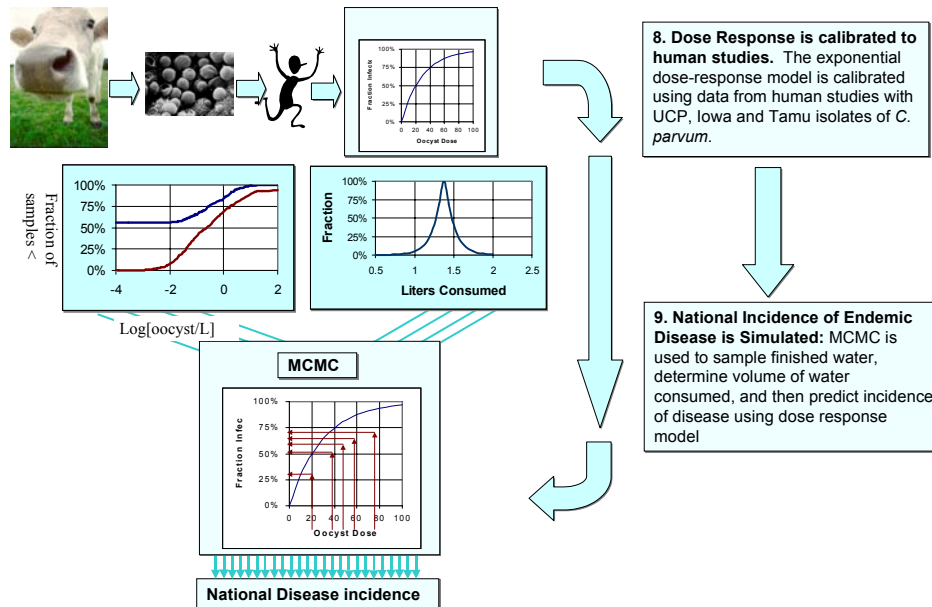 100%
75%
50%
25%
0%
Fraction Infectx
0 20 40 60 80 100
Oocyst Dose
8. Dose Response is calibrated to
human studies. The exponential
dose-response model is calibrated
using data from human studies with
UCP, Iowa and Tamu isolates of C.
parvum.
Fraction of
samples <
100%
75%
50%
25%
0%
-4 -2 0 2
Log[oocyst/L]
Fraction
100%
75%
50%
25%
0%
0.5 1 1.5 2 2.5
Liters Consumed
9. National Incidence of Endemic
Disease is Simulated: MCMC is
used to sample finished water,
determine volume of water
consumed, and then predict incidence
of disease using dose response
model
MCMC
Fraction Infec
100%
75%
50%
25%
0%
0 20 40 60 80 100
Oocyst Dose
National Disease incidence